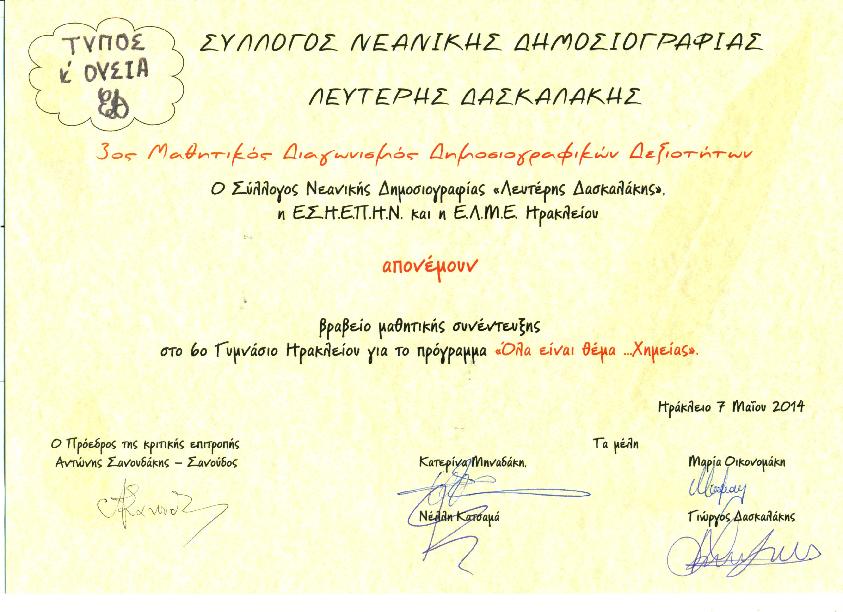 ΤΥΠΟΣ
κ' ΟΥΣΙΑ
ΣΥΛΛΟΓΟΣ ΝΕΑΝΙΚΗΣ ΔΗΜΟΣΙΟΓΡΑΦΙΑΣ
ΛΕΥΤΕΡΗΣ ΔΑΣΚΑΛΑΚΗΣ
3ος Μαθητικός Διαγωνισμός Δημοσιογραφικών Δεξιοτήτων
Ο Σύλλογος Νεανικής Δημοσιογραφίας «Λευτέρης Δασκαλάκης»,
η Ε.Σ.Η.Ε.Π.Η.Ν. και η Ε.Λ.Μ.Ε. Ηρακλείου
απονέμουν
βραβείο μαθητικής συνέντευξης
στο 6ο Γυμνάσιο Ηρακλείου για το πρόγραμμα «Όλα είναι θέμα ...Χημείας».
Ηράκλειο 7 Μαΐου 2014
Ο Πρόεδρος της κριτικής επιτροπής
Τα μέλη
Αντώνης Σανουδάκης – Σανούδος
Κατερίνα Μηναδάκη,
Μαρία Οικονομάκη
Νέλλη Κατσαμά
Γιώργος Δασκαλάκης